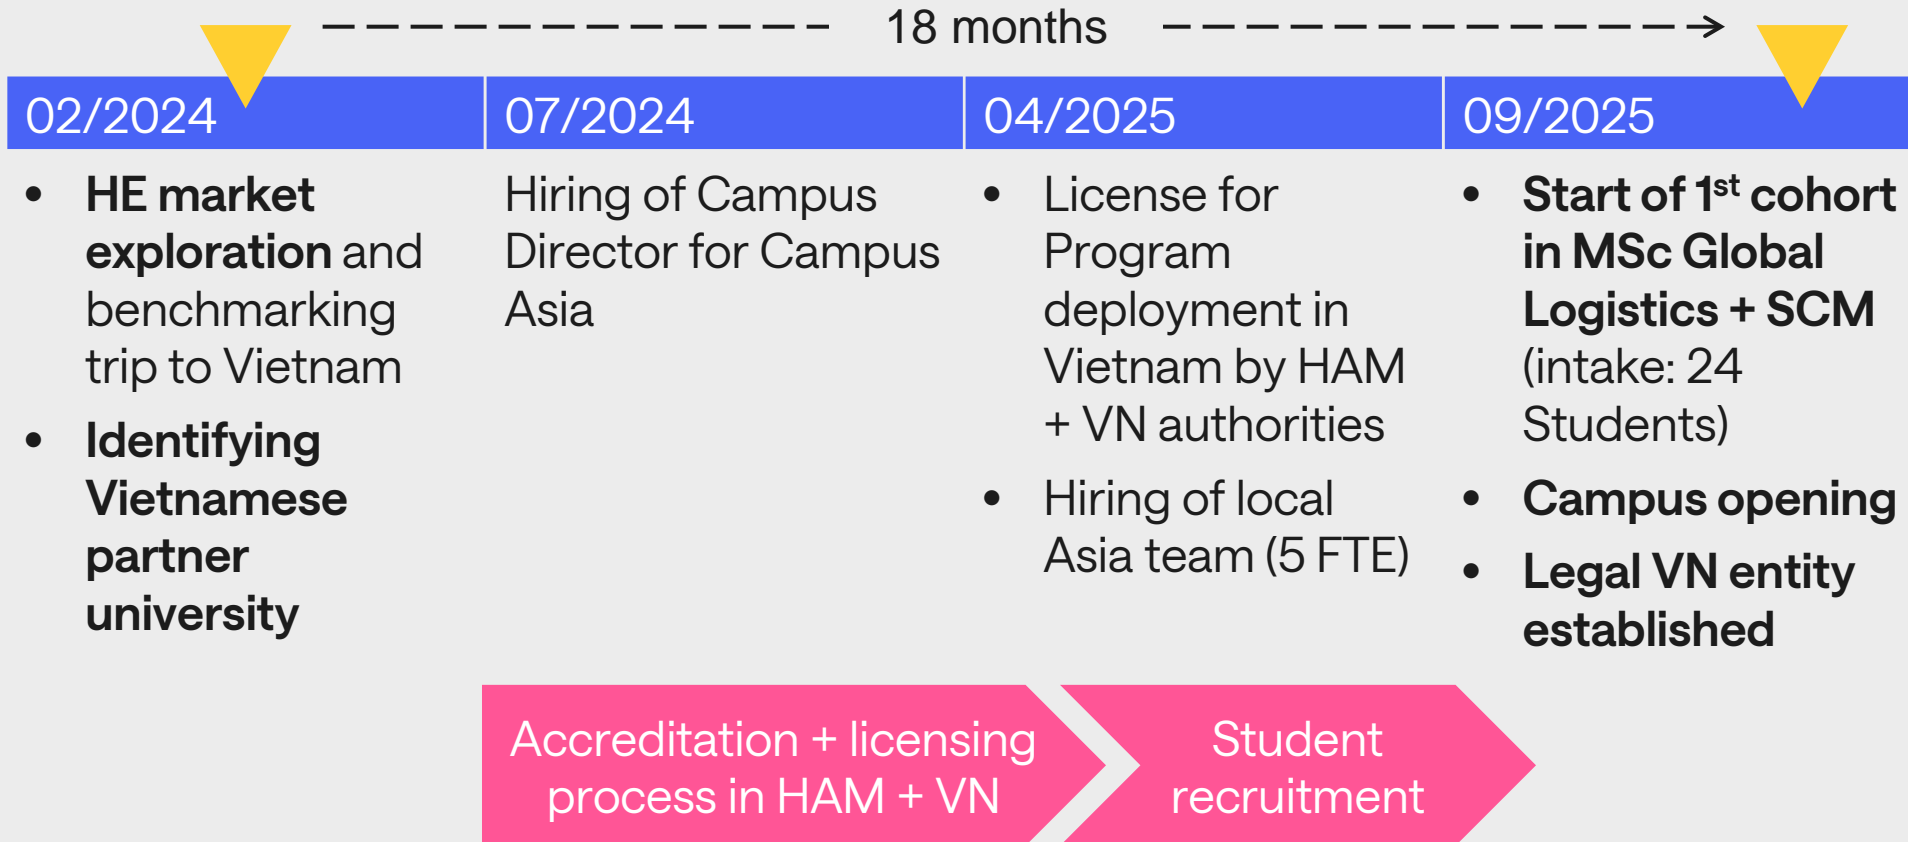 18 months
02/2024
07/2024
04/2025
09/2025
• HE market
exploration and
benchmarking
trip to Vietnam
• Identifying
Vietnamese
partner
university
Hiring of Campus
Director for Campus
Asia
• License for
Program
deployment in
Vietnam by HAM
+ VN authorities
• Hiring of local
Asia team (5 FTE)
• Start of 1st cohort
in MSc Global
Logistics + SCM
(intake: 24
Students)
• Campus opening
• Legal VN entity
established
Accreditation + licensing
process in HAM + VN
Student
recruitment